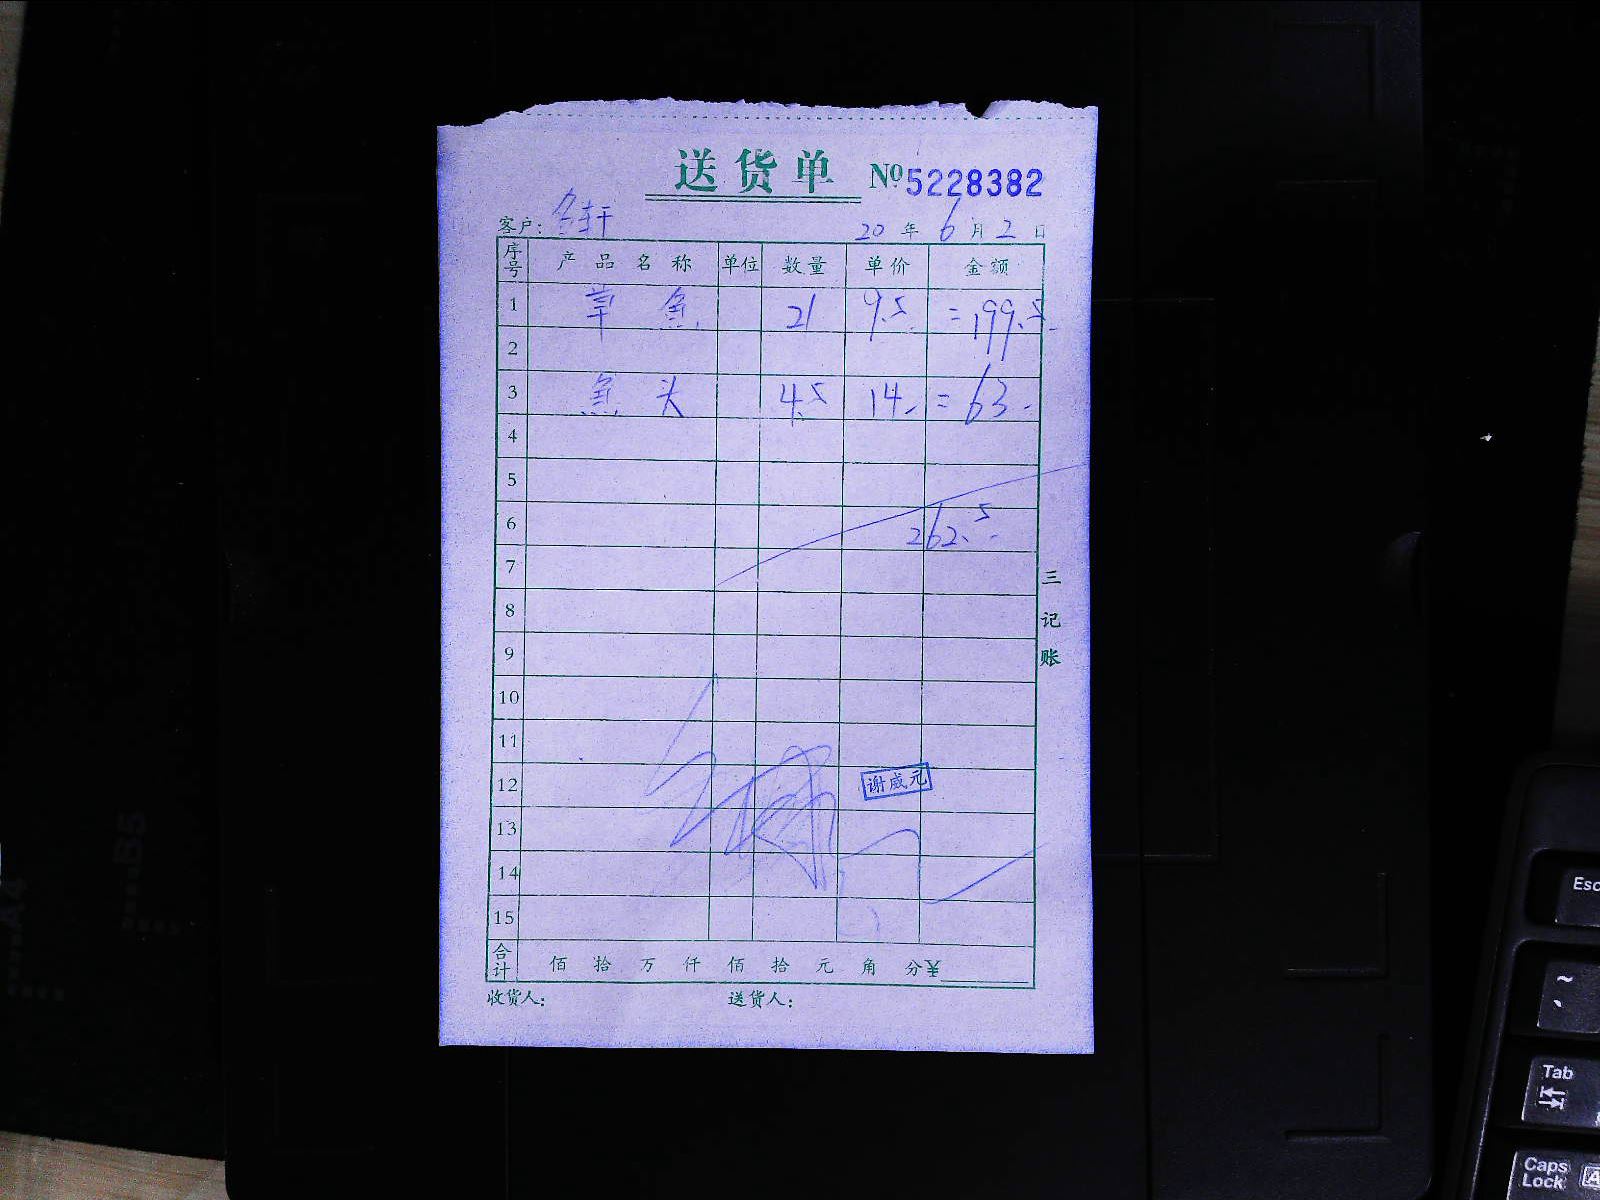 送货单 №5228382
客户: 名轩 20 年 6 月 2 日
序号 产品名称 单位 数量 单价 金额
1 草鱼 21 9.5 =199.5
2
3 鱼头 4.5 14 =63
4
5
6 262.5
7
8
9
10
11
12 谢威元
13
14
15
合计 佰 拾 万 仟 佰 拾 元 角 分¥
收货人: 送货人:
三记账
A4
B5
Esc
~
Tab
Caps Lock
A